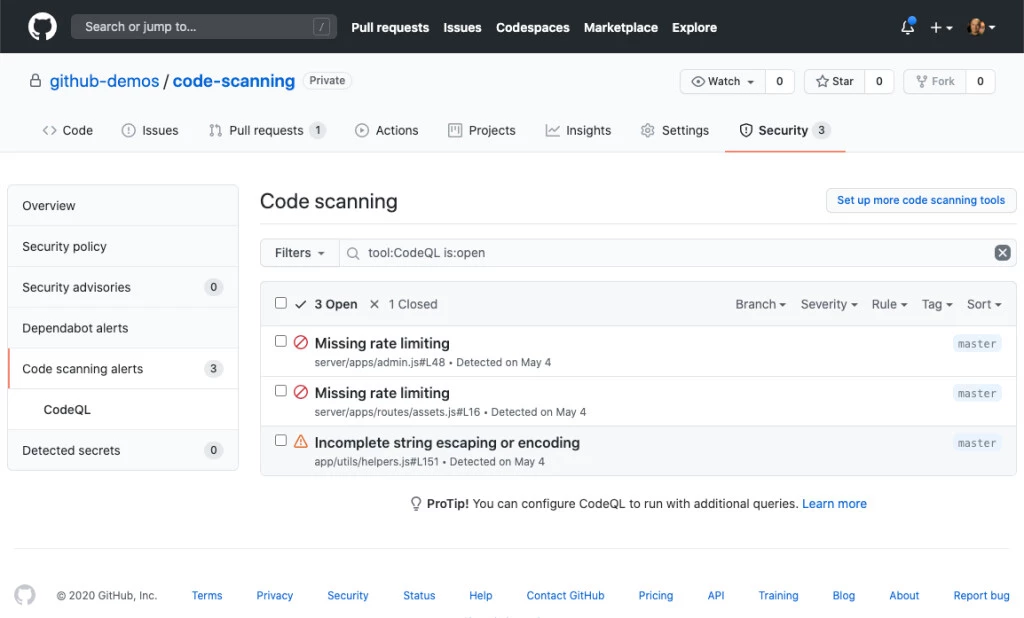 Search or jump to... / Pull requests Issues Codespaces Marketplace Explore
github-demos / code-scanning Private Watch 0 Star 0 Fork 0
Code Issues Pull requests 1 Actions Projects Insights Settings Security 3
Overview
Security policy
Security advisories 0
Dependabot alerts
Code scanning alerts 3
CodeQL
Detected secrets 0
Code scanning Set up more code scanning tools
Filters tool:CodeQL is:open
3 Open 1 Closed Branch Severity Rule Tag Sort
Missing rate limiting master
server/apps/admin.js#L48 • Detected on May 4
Missing rate limiting master
server/apps/routes/assets.js#L16 • Detected on May 4
Incomplete string escaping or encoding master
app/utils/helpers.js#L151 • Detected on May 4
ProTip! You can configure CodeQL to run with additional queries. Learn more
© 2020 GitHub, Inc. Terms Privacy Security Status Help Contact GitHub Pricing API Training Blog About Report bug